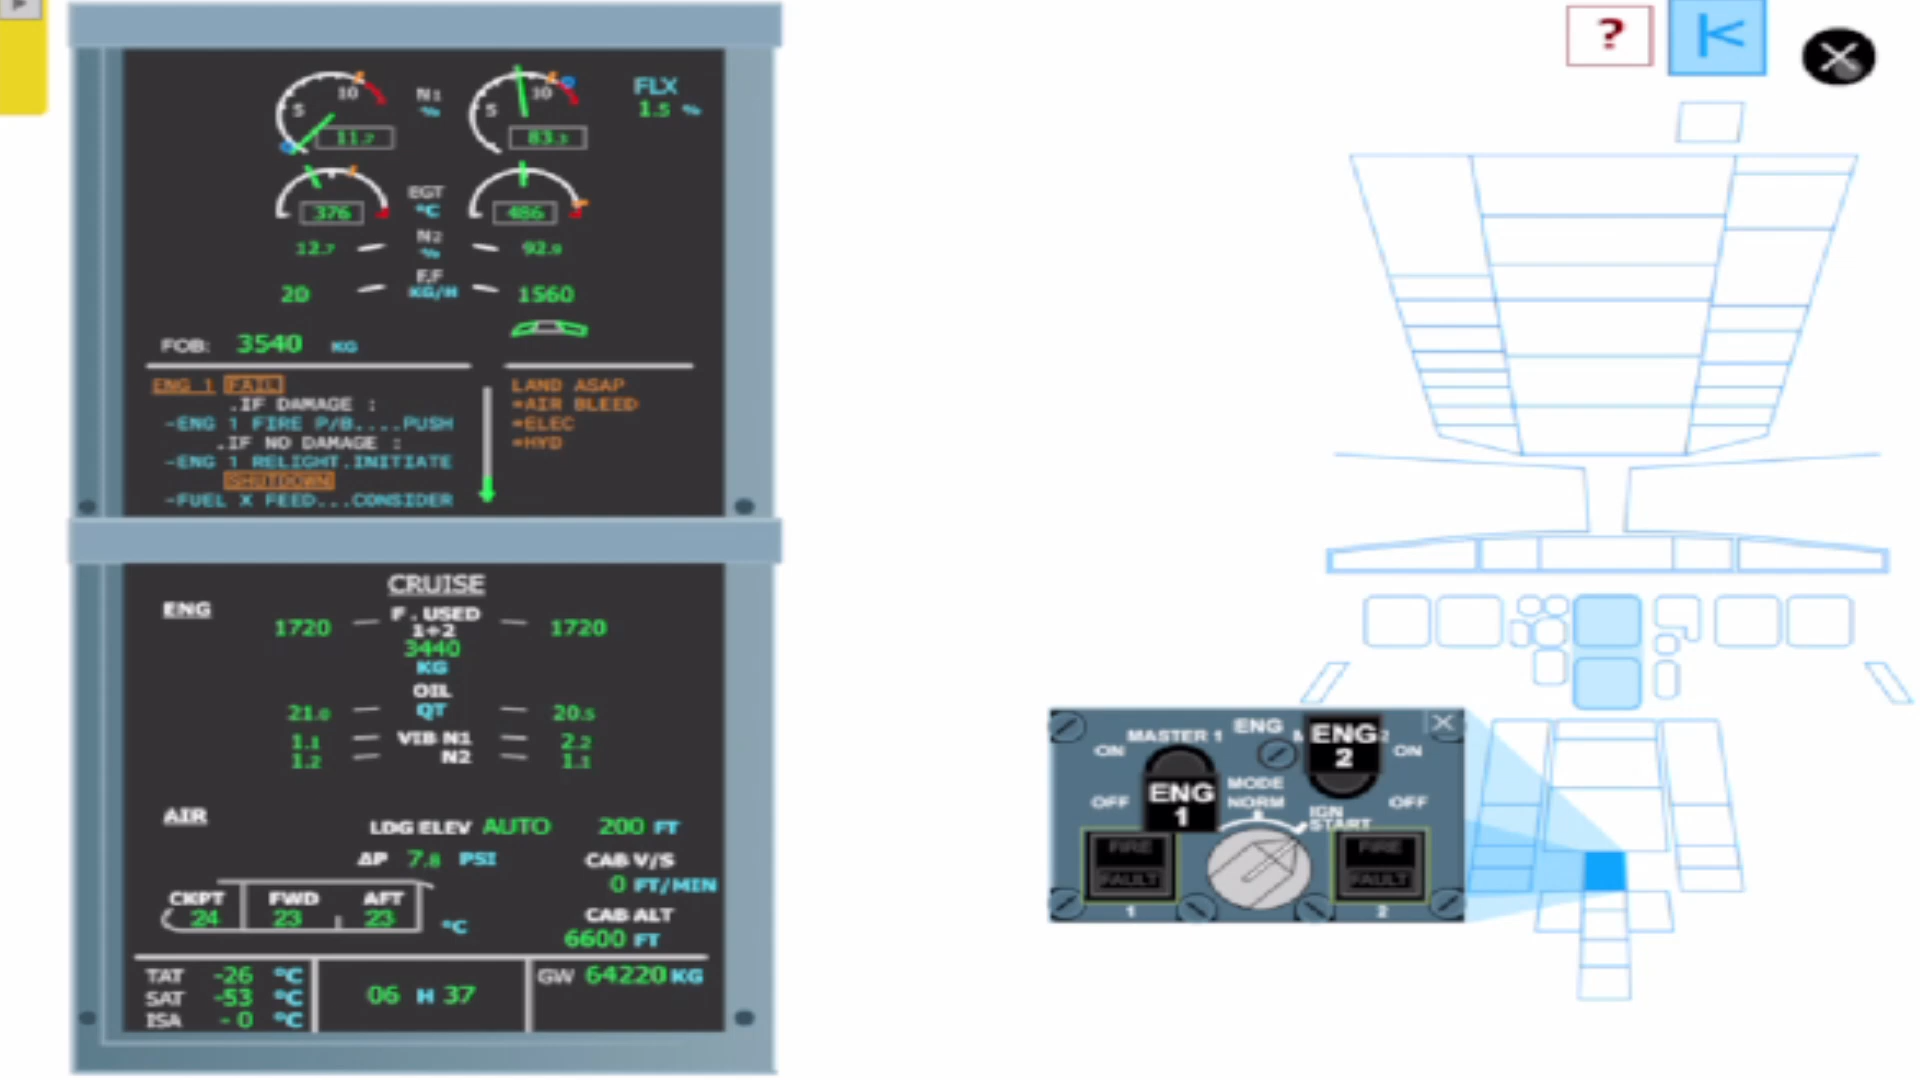 10 N1 10 FLX
5 % 5 1.5 %
11.7 83.3
EGT
376 °C 486
N2
12.7 % 92.9
F.F
20 KG/H 1560
FOB: 3540 KG
ENG 1 FAIL LAND ASAP
.IF DAMAGE : *AIR BLEED
-ENG 1 FIRE P/B....PUSH *ELEC
.IF NO DAMAGE : *HYD
-ENG 1 RELIGHT.INITIATE
SHUTDOWN
-FUEL X FEED...CONSIDER
CRUISE
ENG F.USED
1720 1+2 1720
3440
KG
OIL
21.0 QT 20.5
1.1 VIB N1 2.2
1.2 N2 1.1
AIR LDG ELEV AUTO 200 FT
ΔP 7.8 PSI CAB V/S
0 FT/MIN
CKPT FWD AFT CAB ALT
24 23 23 °C 6600 FT
TAT -26 °C GW 64220 KG
SAT -53 °C 06 H 37
ISA - 0 °C
?
MASTER 1 ENG 2
ON ENG 2 ON
OFF ENG 1 MODE NORM OFF
IGN
START
FIRE FIRE
FAULT FAULT
1 2